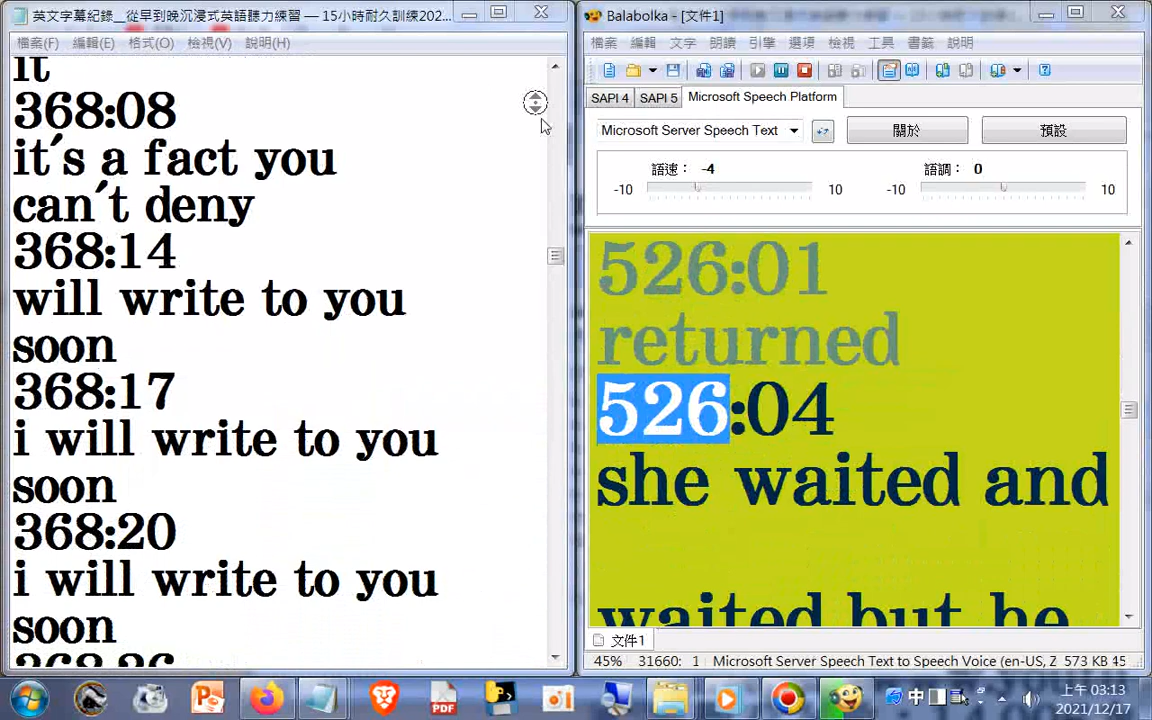 英文字幕紀錄__從早到晚沉浸式英語聽力練習 — 15小時耐久訓練202...
檔案(F) 編輯(E) 格式(O) 檢視(V) 說明(H)
it
368:08
it's a fact you
can't deny
368:14
will write to you
soon
368:17
i will write to you
soon
368:20
i will write to you
soon
368:26
Balabolka - [文件1]
檔案 編輯 文字 朗讀 引擎 選項 檢視 工具 書籤 說明
SAPI 4 SAPI 5 Microsoft Speech Platform
Microsoft Server Speech Text 關於 預設
語速： -4 語調： 0
-10 10 -10 10
526:01
returned
526:04
she waited and
waited but he
文件1
45% 31660: 1 Microsoft Server Speech Text to Speech Voice (en-US, Z 573 KB 45
中 上午 03:13
2021/12/17